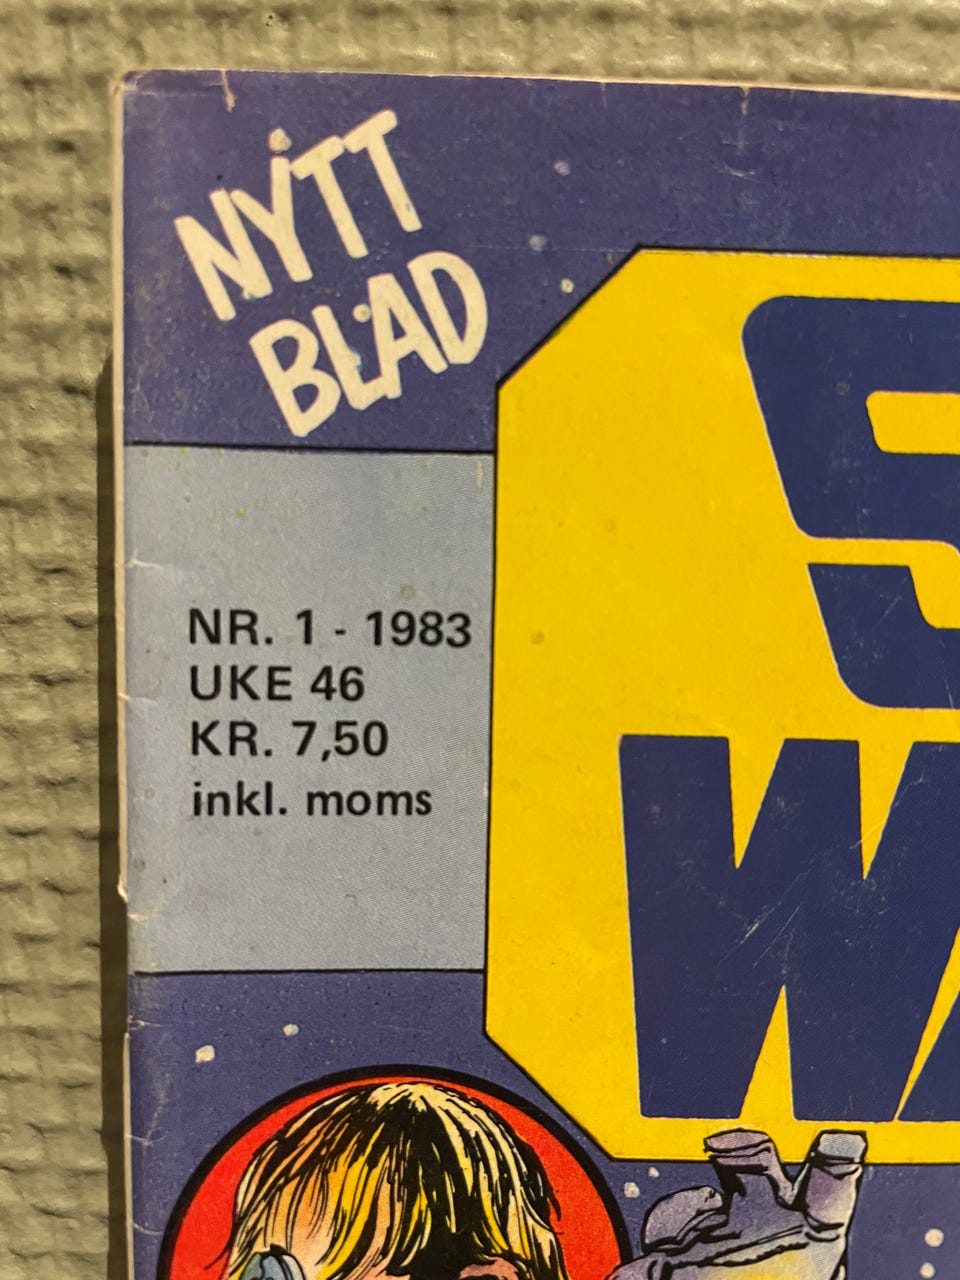 NYTT
BLAD
NR. 1 - 1983
UKE 46
KR. 7,50
inkl. moms